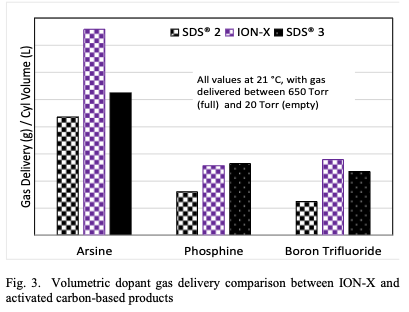 SDS® 2 ION-X SDS® 3
All values at 21 °C, with gas
delivered between 650 Torr
(full) and 20 Torr (empty)
Gas Delivery (g) / Cyl Volume (L)
Arsine Phosphine Boron Trifluoride
Fig. 3. Volumetric dopant gas delivery comparison between ION-X and
activated carbon-based products